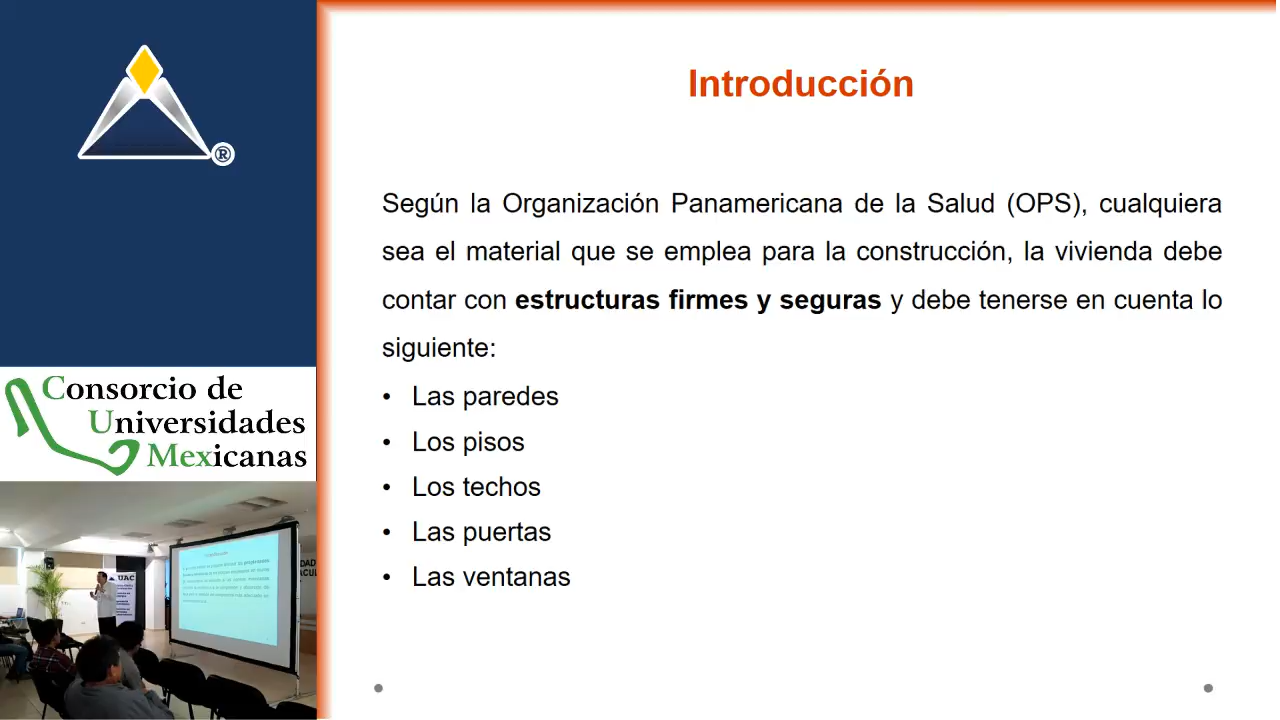 Introducción
Según la Organización Panamericana de la Salud (OPS), cualquiera
sea el material que se emplea para la construcción, la vivienda debe
contar con estructuras firmes y seguras y debe tenerse en cuenta lo
siguiente:
• Las paredes
• Los pisos
• Los techos
• Las puertas
• Las ventanas
®
Consorcio de
Universidades
Mexicanas
UAC